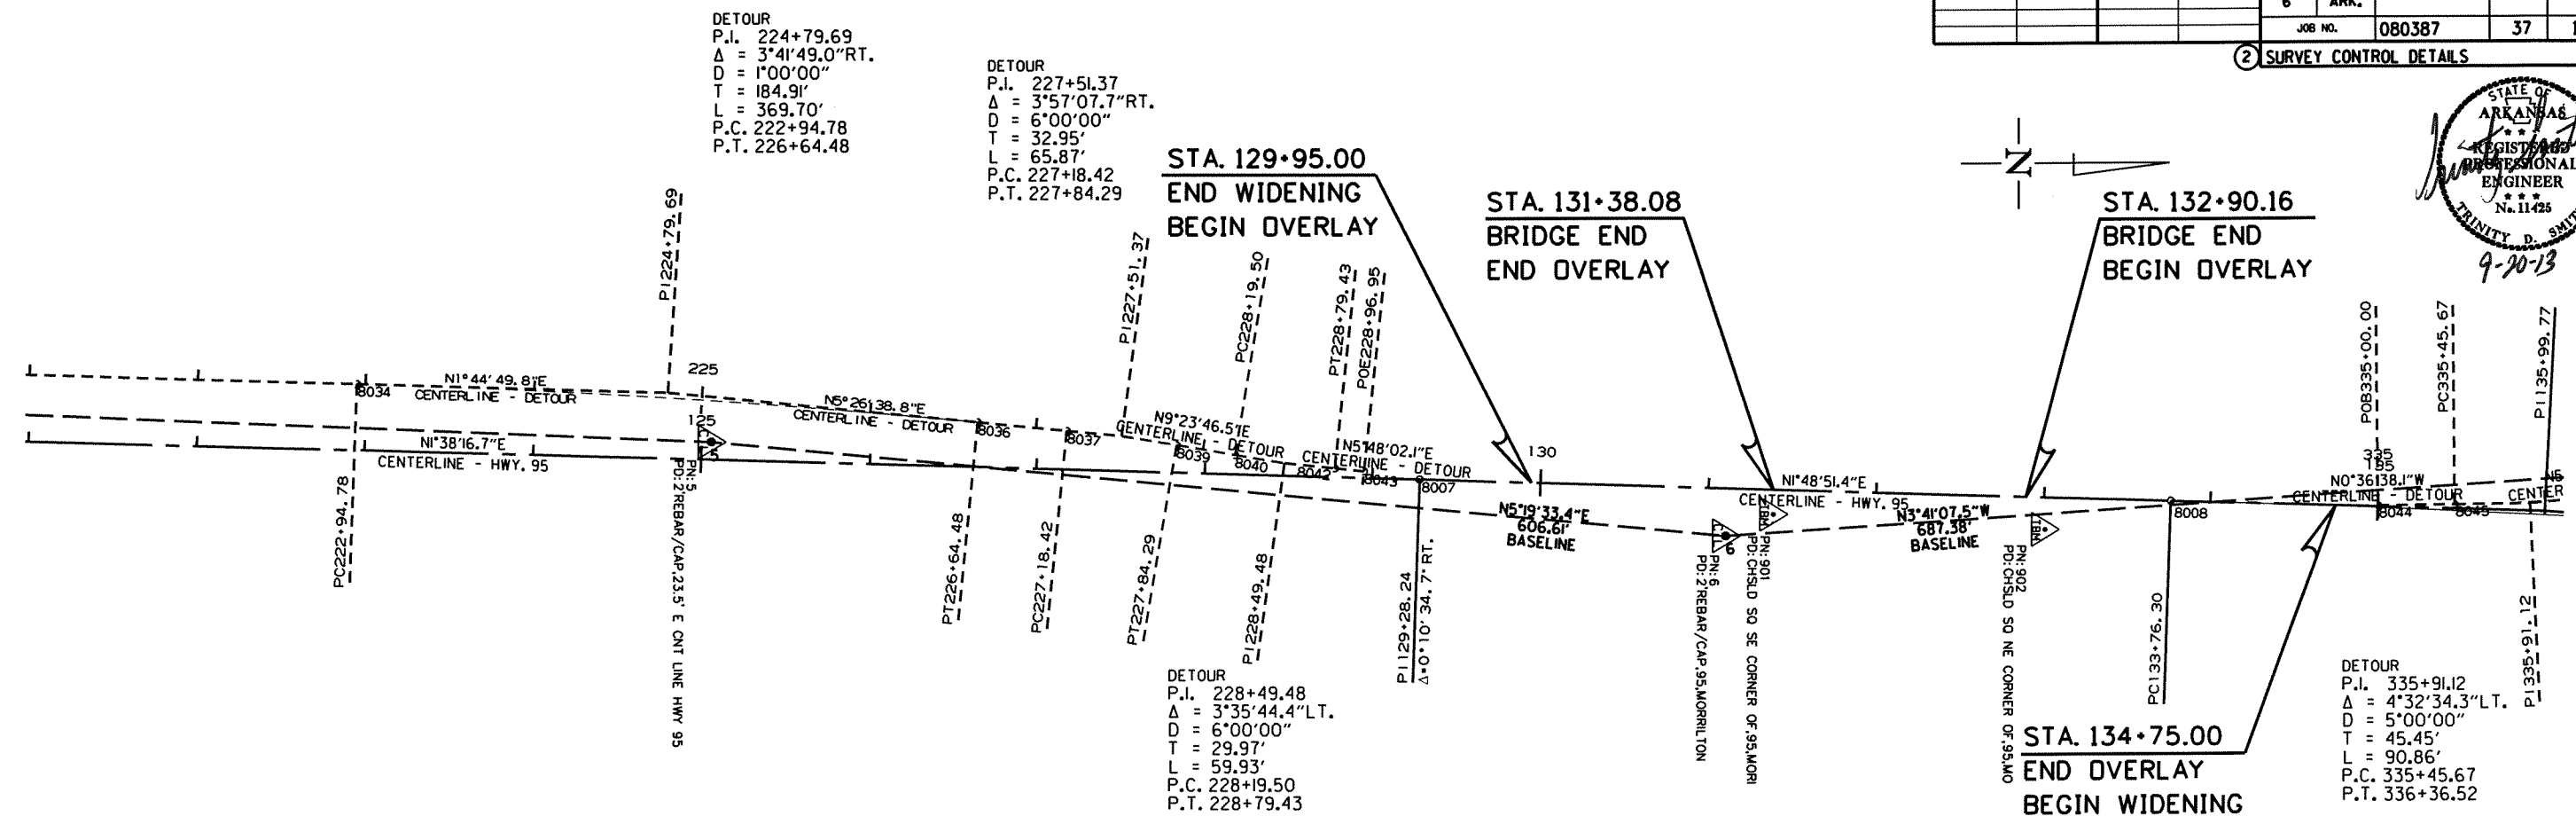 6 ARK.
JOB NO. 080387 37
2 SURVEY CONTROL DETAILS
DETOUR
P.I. 224+79.69
Δ = 3°41'49.0"RT.
D = 1°00'00"
T = 184.91'
L = 369.70'
P.C. 222+94.78
P.T. 226+64.48
DETOUR
P.I. 227+51.37
Δ = 3°57'07.7"RT.
D = 6°00'00"
T = 32.95'
L = 65.87'
P.C. 227+18.42
P.T. 227+84.29
STA. 129+95.00
END WIDENING
BEGIN OVERLAY
STA. 131+38.08
BRIDGE END
END OVERLAY
N
STA. 132+90.16
BRIDGE END
BEGIN OVERLAY
STATE OF
ARKANSAS
REGISTERED
PROFESSIONAL
ENGINEER
No. 11425
TRINITY D. SMIT
9-20-13
PI224+79.69
PI227+51.37
PC228+19.50
PT228+79.43
POE228+96.95
POB335+00.00
PC335+45.67
PI135+99.77
8034
N1°44'49.8"E
CENTERLINE - DETOUR
225
N5°26'38.8"E
CENTERLINE - DETOUR
8036
8037
N9°23'46.5"E
CENTERLINE - DETOUR
8039
8040
8042
N5°48'02.1"E
CENTERLINE - DETOUR
8043
8007
130
125
5
N1°38'16.7"E
CENTERLINE - HWY. 95
N1°48'51.4"E
CENTERLINE - HWY. 95
N5°19'33.4"E
606.61'
BASELINE
6
TBM
N3°41'07.5"W
687.38'
BASELINE
TBM
8008
335
135
N0°36'38.1"W
CENTERLINE - DETOUR
8044
8045
N5
CENTER
PC222+94.78
PN:5
PD:2"REBAR/CAP,23.5' E CNT LINE HWY 95
PT226+64.48
PC227+18.42
PT227+84.29
PI228+49.48
PI129+28.24
Δ=0°10'34.7" RT.
PN:6
PD:2"REBAR/CAP,95,MORRILTON
PN:901
PD:CHSLD SQ SE CORNER OF,95,MORI
PN:902
PD:CHSLD SQ NE CORNER OF,95,MO
PC133+76.30
PI335+91.12
DETOUR
P.I. 228+49.48
Δ = 3°35'44.4"LT.
D = 6°00'00"
T = 29.97'
L = 59.93'
P.C. 228+19.50
P.T. 228+79.43
STA. 134+75.00
END OVERLAY
BEGIN WIDENING
DETOUR
P.I. 335+91.12
Δ = 4°32'34.3"LT.
D = 5°00'00"
T = 45.45'
L = 90.86'
P.C. 335+45.67
P.T. 336+36.52